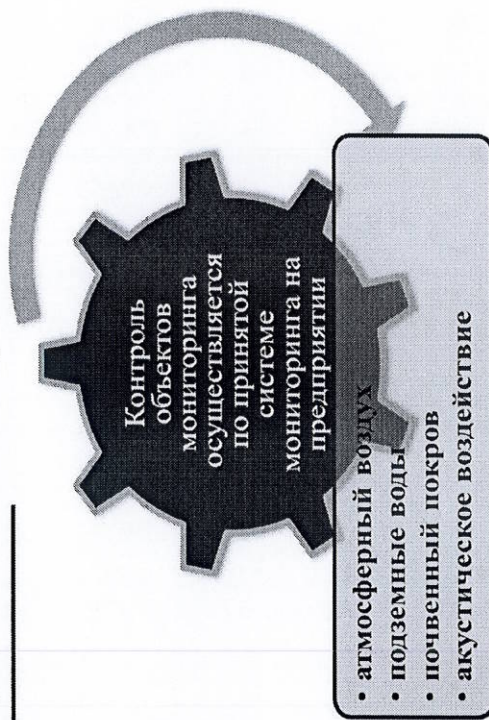 Контроль
объектов
мониторинга
осуществляется
по принятой
системе
мониторинга на
предприятии
• атмосферный воздух
• подземные воды
• почвенный покров
• акустическое воздействие